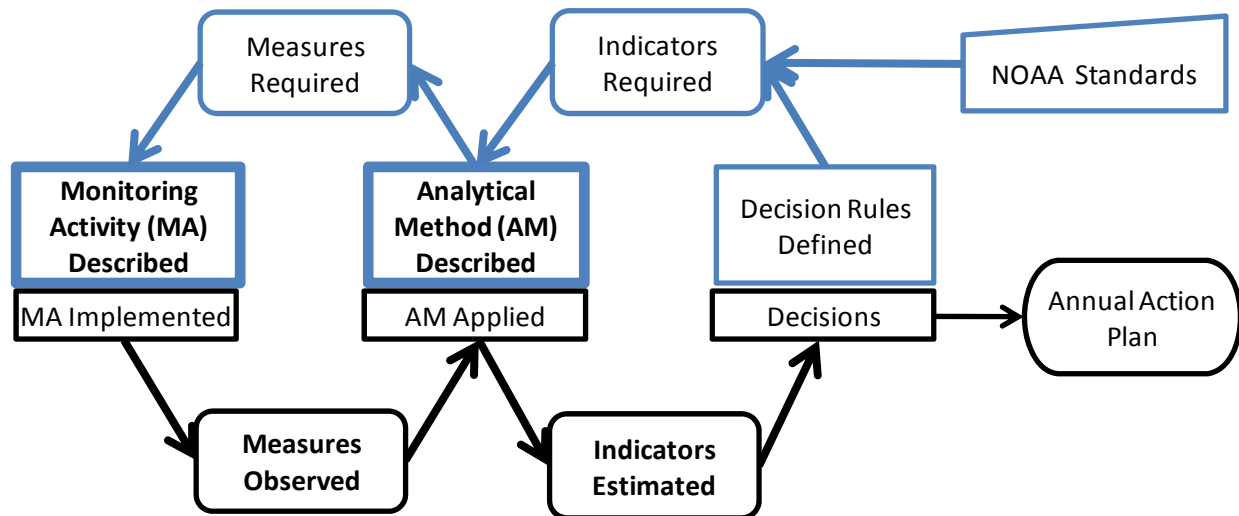 Measures
Required
Indicators
Required
NOAA Standards
Monitoring
Activity (MA)
Described
Analytical
Method (AM)
Described
Decision Rules
Defined
MA Implemented
AM Applied
Decisions
Annual Action
Plan
Measures
Observed
Indicators
Estimated